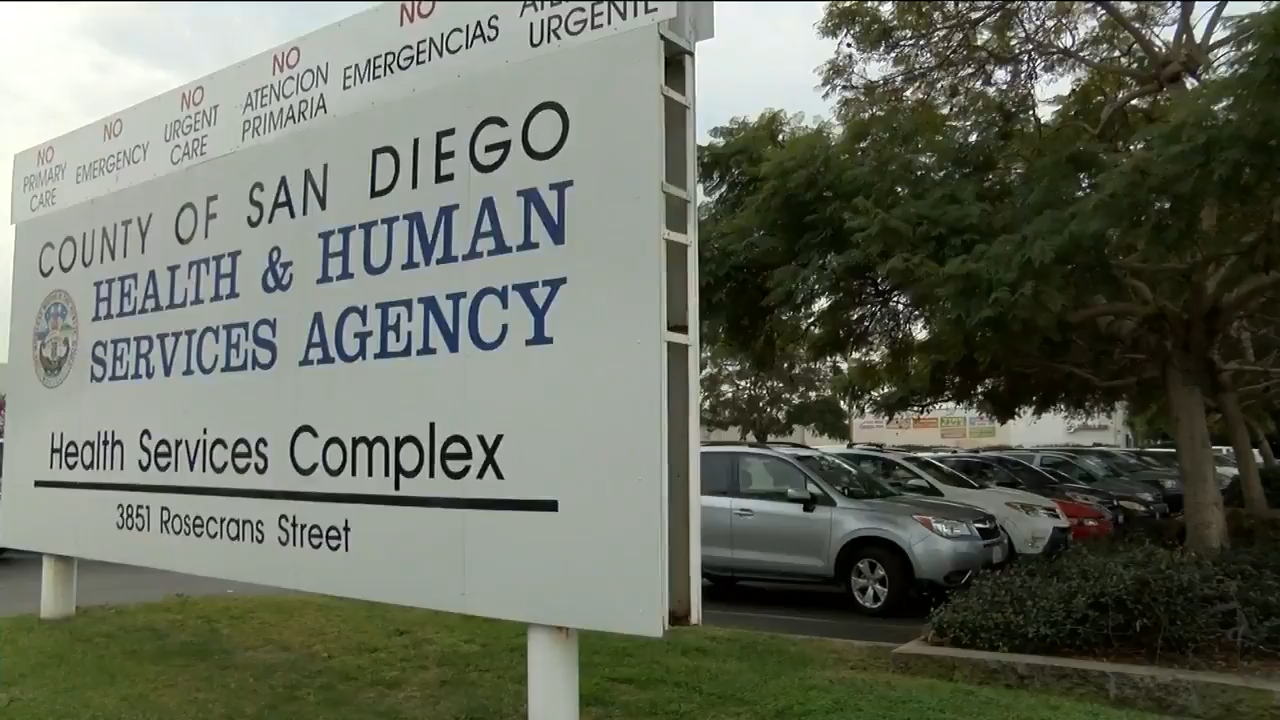 NO
PRIMARY
CARE
NO
EMERGENCY
NO
URGENT
CARE
NO
ATENCION
PRIMARIA
NO
EMERGENCIAS
URGENTE
COUNTY OF SAN DIEGO
HEALTH & HUMAN
SERVICES AGENCY
Health Services Complex
3851 Rosecrans Street